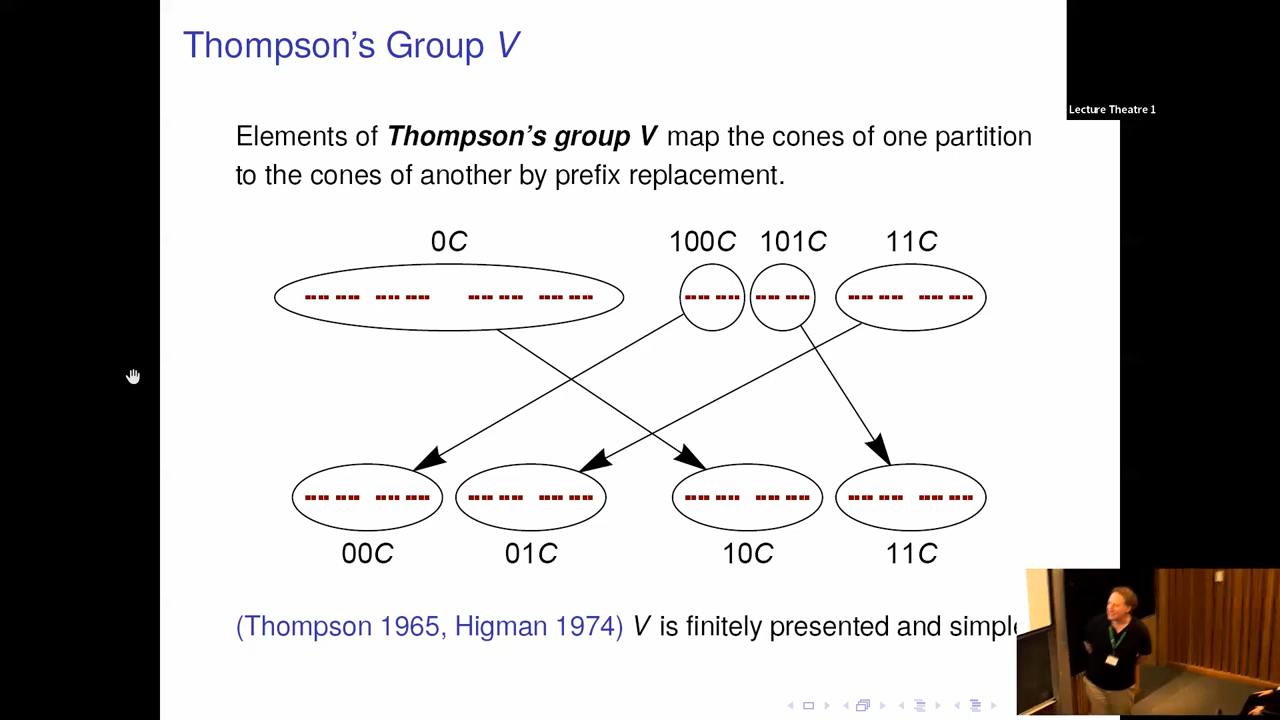 Thompson's Group V
Lecture Theatre 1
Elements of Thompson's group V map the cones of one partition
to the cones of another by prefix replacement.
0C 100C 101C 11C
00C 01C 10C 11C
(Thompson 1965, Higman 1974) V is finitely presented and simple